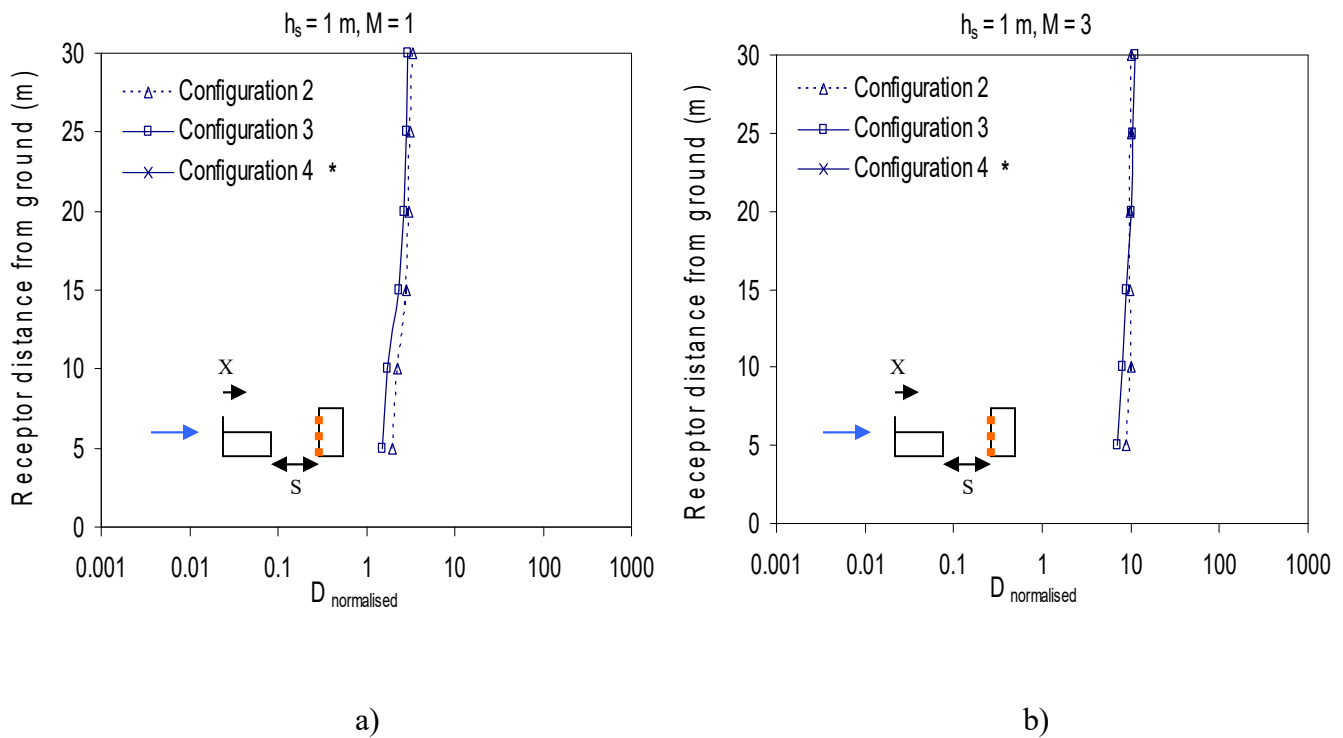 h_s = 1 m, M = 1
Receptor distance from ground (m)
30
25
20
15
10
5
0
Configuration 2
Configuration 3
Configuration 4 *
X
S
0.001 0.01 0.1 1 10 100 1000
D normalised
a)
h_s = 1 m, M = 3
Receptor distance from ground (m)
30
25
20
15
10
5
0
Configuration 2
Configuration 3
Configuration 4 *
X
S
0.001 0.01 0.1 1 10 100 1000
D normalised
b)